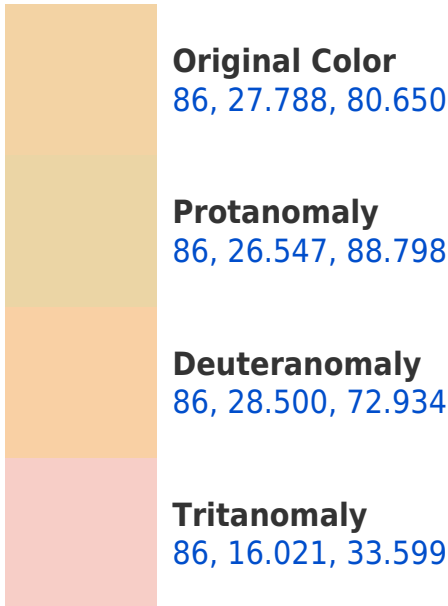 Original Color
86, 27.788, 80.650
Protanomaly
86, 26.547, 88.798
Deuteranomaly
86, 28.500, 72.934
Tritanomaly
86, 16.021, 33.599